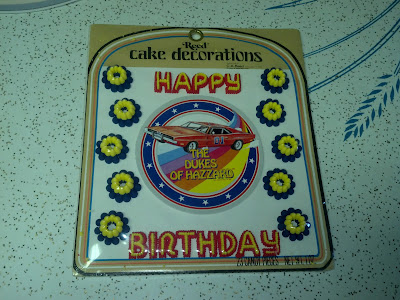 Reed
cake decorations
HAPPY
01
THE
DUKES
OF HAZZARD
BIRTHDAY